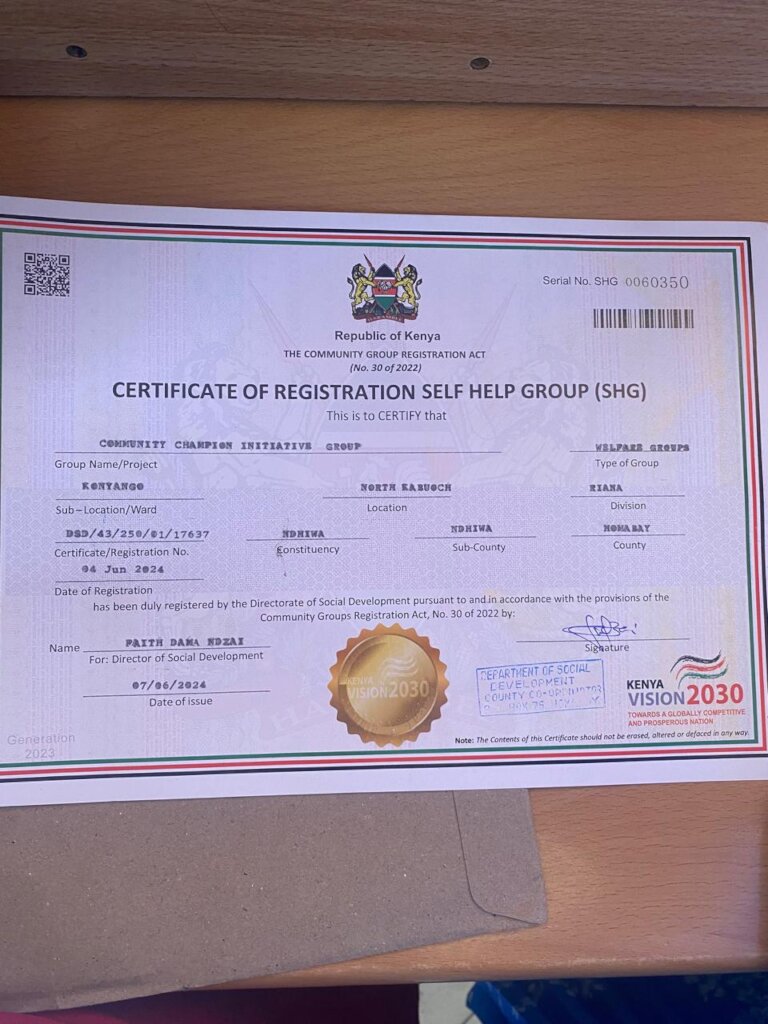 Serial No. SHG 0060350
Republic of Kenya
THE COMMUNITY GROUP REGISTRATION ACT
(No. 30 of 2022)
CERTIFICATE OF REGISTRATION SELF HELP GROUP (SHG)
This is to CERTIFY that
COMMUNITY CHAMPION INITIATIVE GROUP WELFARE GROUPS
Group Name/Project Type of Group
KONYANGO NORTH KABUOCH RIANA
Sub–Location/Ward Location Division
DSD/43/250/01/17637 NDHIWA NDHIWA HOMABAY
Certificate/Registration No. Constituency Sub-County County
04 Jun 2024
Date of Registration
has been duly registered by the Directorate of Social Development pursuant to and in accordance with the provisions of the
Community Groups Registration Act, No. 30 of 2022 by:
Name FAITH DAMA NDZAI
For: Director of Social Development
Signature
07/06/2024
Date of issue
KENYA
VISION 2030
DEPARTMENT OF SOCIAL
DEVELOPMENT
COUNTY CO-ORDINATOR
KENYA
VISION 2030
TOWARDS A GLOBALLY COMPETITIVE
AND PROSPEROUS NATION
Generation
2023
Note: The Contents of this Certificate should not be erased, altered or defaced in any way.